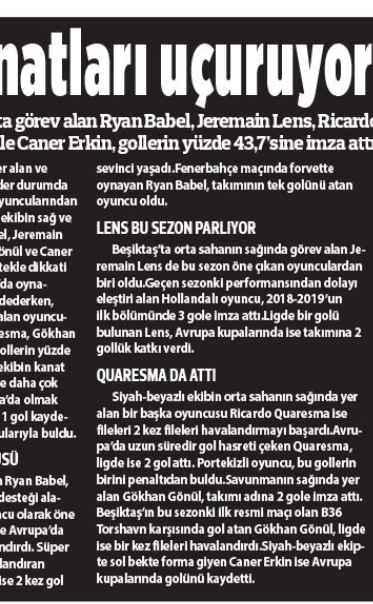 natları uçuruyor
ta görev alan Ryan Babel, Jeremain Lens, Ricard
le Caner Erkin, gollerin yüzde 43,7'sine imza attı
er alan ve
der durumda
yuncularından
ekibin sağ ve
el, Jeremain
önül ve Caner
tekle dikkati
'da oyna-
dederken,
alan oyuncu-
esma, Gökhan
ollerin yüzde
ekibin kanat
e daha çok
a'da olmak
1 gol kayde-
ularıyla buldu.
ÜSÜ
n Ryan Babel,
desteği ala-
ncu olarak öne
e Avrupa'da
ndırdı. Süper
landıran
ise 2 kez gol
sevinci yaşadı.Fenerbahçe maçında forvette
oynayan Ryan Babel, takımının tek golünü atan
oyuncu oldu.
LENS BU SEZON PARLIYOR
Beşiktaş'ta orta sahanın sağında görev alan Je-
remain Lens de bu sezon öne çıkan oyunculardan
biri oldu.Geçen sezonki performansından dolayı
eleştiri alan Hollandalı oyuncu, 2018-2019'un
ilk bölümünde 3 gole imza attı.Ligde bir golü
bulunan Lens, Avrupa kupalarında ise takımına 2
gollük katkı verdi.
QUARESMA DA ATTI
Siyah-beyazlı ekibin orta sahanın sağında yer
alan bir başka oyuncusu Ricardo Quaresma ise
fileleri 2 kez fileleri havalandırmayı başardı.Avru-
pa'da uzun süredir gol hasreti çeken Quaresma,
ligde ise 2 gol attı. Portekizli oyuncu, bu gollerin
birini penaltıdan buldu.Savunmanın sağında yer
alan Gökhan Gönül, takımı adına 2 gole imza attı.
Beşiktaş'ın bu sezonki ilk resmi maçı olan B36
Torshavn karşısında gol atan Gökhan Gönül, ligde
ise bir kez fileleri havalandırdı.Siyah-beyazlı ekip-
te sol bekte forma giyen Caner Erkin ise Avrupa
kupalarında golünü kaydetti.